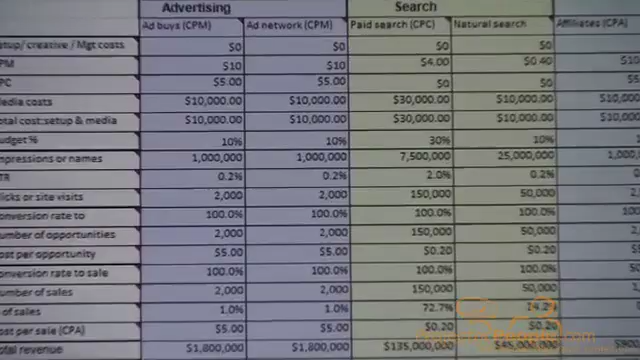 Advertising Search
Ad buys (CPM) Ad network (CPM) Paid search (CPC) Natural search Affiliates (CPA)
etup/ creative / Mgt costs $0 $0 $0 $0
PM $10 $10 $4.00 $0.40 $10
PC $5.00 $5.00 $0 $0 $5
edia costs $10,000.00 $10,000.00 $30,000.00 $10,000.00 $10,000
otal cost:setup & media $10,000.00 $10,000.00 $30,000.00 $10,000.00 $10,000
udget % 10% 10% 30% 10%
mpressions or names 1,000,000 1,000,000 7,500,000 25,000,000 1,000
TR 0.2% 0.2% 2.0% 0.2% 0
licks or site visits 2,000 2,000 150,000 50,000 2
onversion rate to 100.0% 100.0% 100.0% 100.0% 100
umber of opportunities 2,000 2,000 150,000 50,000 2
ost per opportunity $5.00 $5.00 $0.20 $0.20
onversion rate to sale 100.0% 100.0% 100.0% 100.0%
umber of sales 2,000 2,000 150,000 50,000
of sales 1.0% 1.0% 72.7% 24.2%
ost per sale (CPA) $5.00 $5.00 $0.20 $0.20
otal revenue $1,800,000 $1,800,000 $135,000,000 $45,000,000 $900